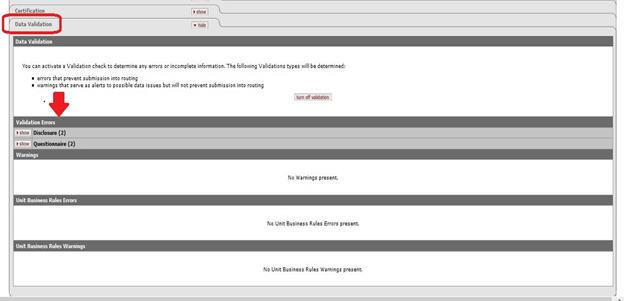 Certification
show
Data Validation
hide
Data Validation
You can activate a Validation check to determine any errors or incomplete information. The following Validations types will be determined:
errors that prevent submission into routing
warnings that serve as alerts to possible data issues but will not prevent submission into routing
turn off validation
Validation Errors
show Disclosure (2)
show Questionnaire (2)
Warnings
No Warnings present.
Unit Business Rules Errors
No Unit Business Rules Errors present.
Unit Business Rules Warnings
No Unit Business Rules Warnings present.